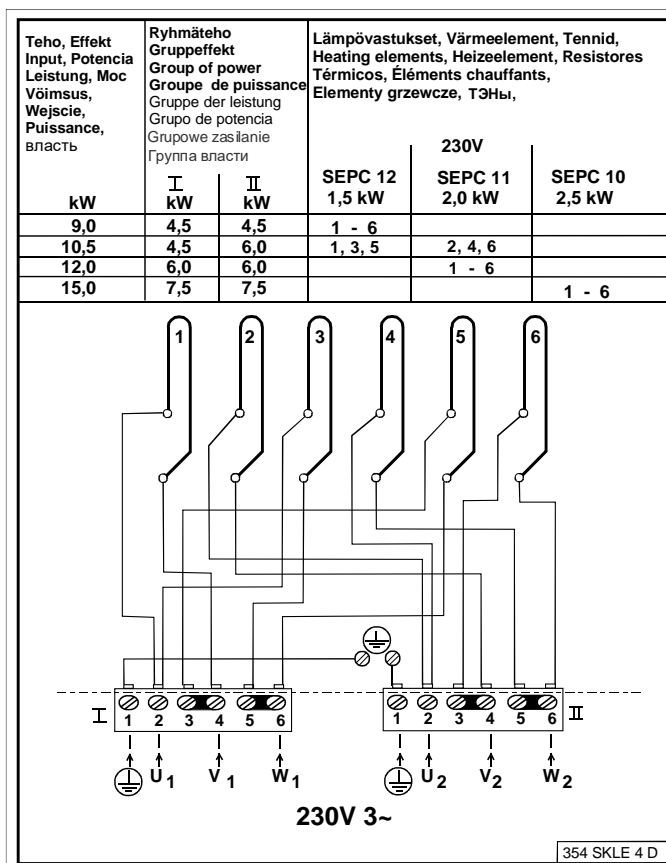 Teho, Effekt
Input, Potencia
Leistung, Moc
Vöimsus,
Wejscie,
Puissance,
власть
kW
Ryhmäteho
Gruppeffekt
Group of power
Groupe de puissance
Gruppe der leistung
Grupo de potencia
Grupowe zasilanie
Группа власти
I II
kW kW
Lämpövastukset, Värmeelement, Tennid,
Heating elements, Heizeelement, Resistores
Térmicos, Éléments chauffants,
Elementy grzewcze, ТЭНы,
230V
SEPC 12 SEPC 11 SEPC 10
1,5 kW 2,0 kW 2,5 kW
9,0 4,5 4,5 1 - 6
10,5 4,5 6,0 1, 3, 5 2, 4, 6
12,0 6,0 6,0 1 - 6
15,0 7,5 7,5 1 - 6
1 2 3 4 5 6
I 1 2 3 4 5 6 1 2 3 4 5 6 II
U1 V1 W1 U2 V2 W2
230V 3~
354 SKLE 4 D